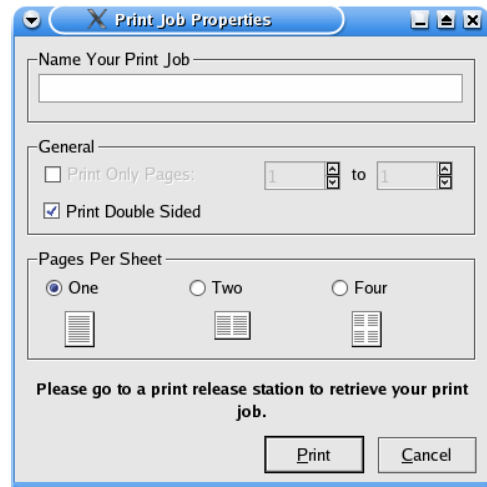 Print Job Properties
Name Your Print Job
General
Print Only Pages: 1 to 1
Print Double Sided
Pages Per Sheet
One Two Four
Please go to a print release station to retrieve your print
job.
Print Cancel